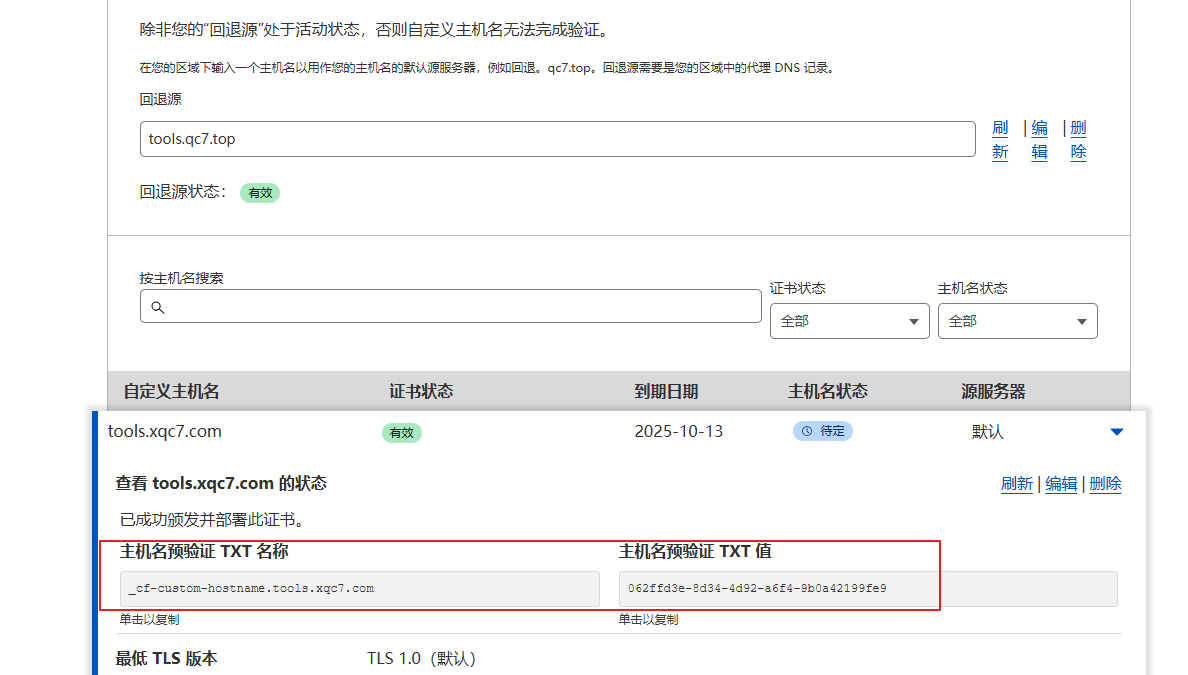 除非您的“回退源”处于活动状态，否则自定义主机名无法完成验证。
在您的区域下输入一个主机名以用作您的主机名的默认源服务器，例如回退。qc7.top。回退源需要是您的区域中的代理 DNS 记录。
回退源
tools.qc7.top
刷新 | 编辑 | 删除
回退源状态： 有效
按主机名搜索
证书状态 主机名状态
全部 全部
自定义主机名 证书状态 到期日期 主机名状态 源服务器
tools.xqc7.com 有效 2025-10-13 待定 默认
查看 tools.xqc7.com 的状态 刷新 | 编辑 | 删除
已成功颁发并部署此证书。
主机名预验证 TXT 名称 主机名预验证 TXT 值
_cf-custom-hostname.tools.xqc7.com 062ffd3e-8d34-4d92-a6f4-9b0a42199fe9
单击以复制 单击以复制
最低 TLS 版本 TLS 1.0（默认）